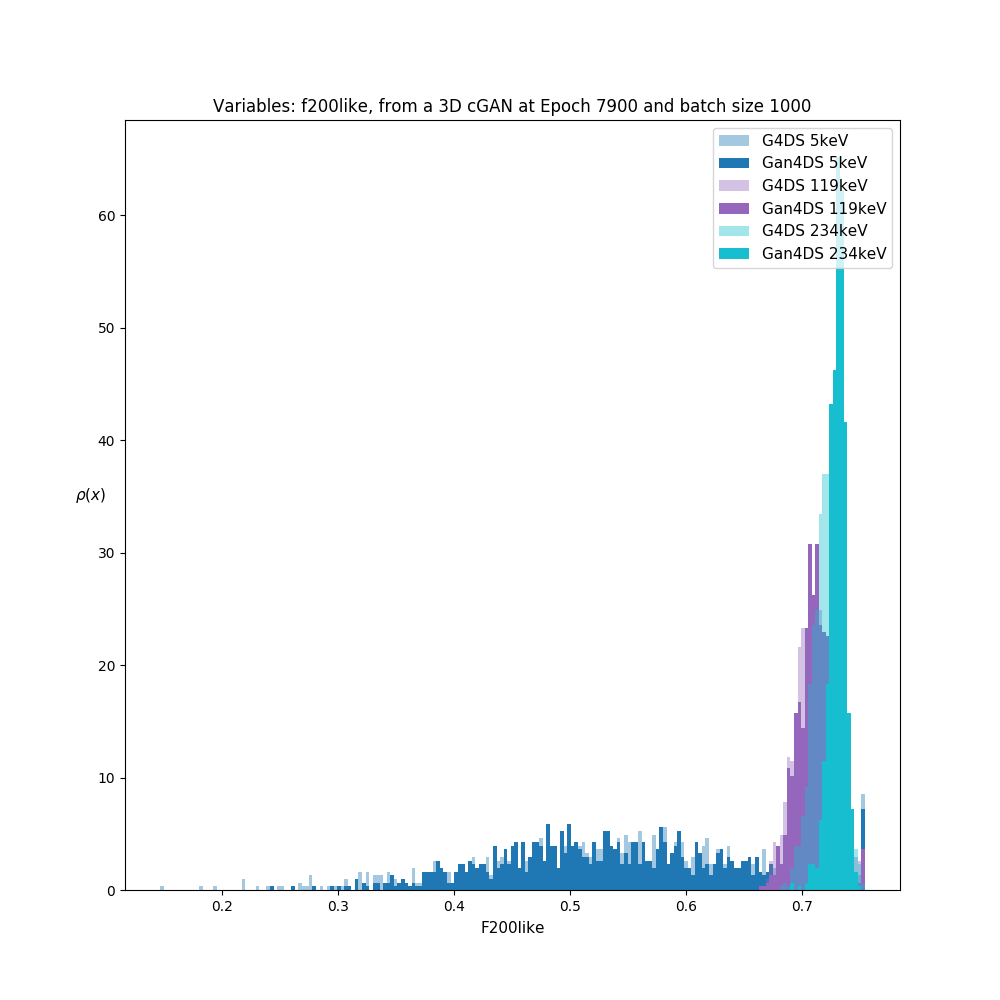 Variables: f200like, from a 3D cGAN at Epoch 7900 and batch size 1000
G4DS 5keV
Gan4DS 5keV
G4DS 119keV
Gan4DS 119keV
G4DS 234keV
Gan4DS 234keV
60
50
40
ρ(x)
30
20
10
0
0.2 0.3 0.4 0.5 0.6 0.7
F200like